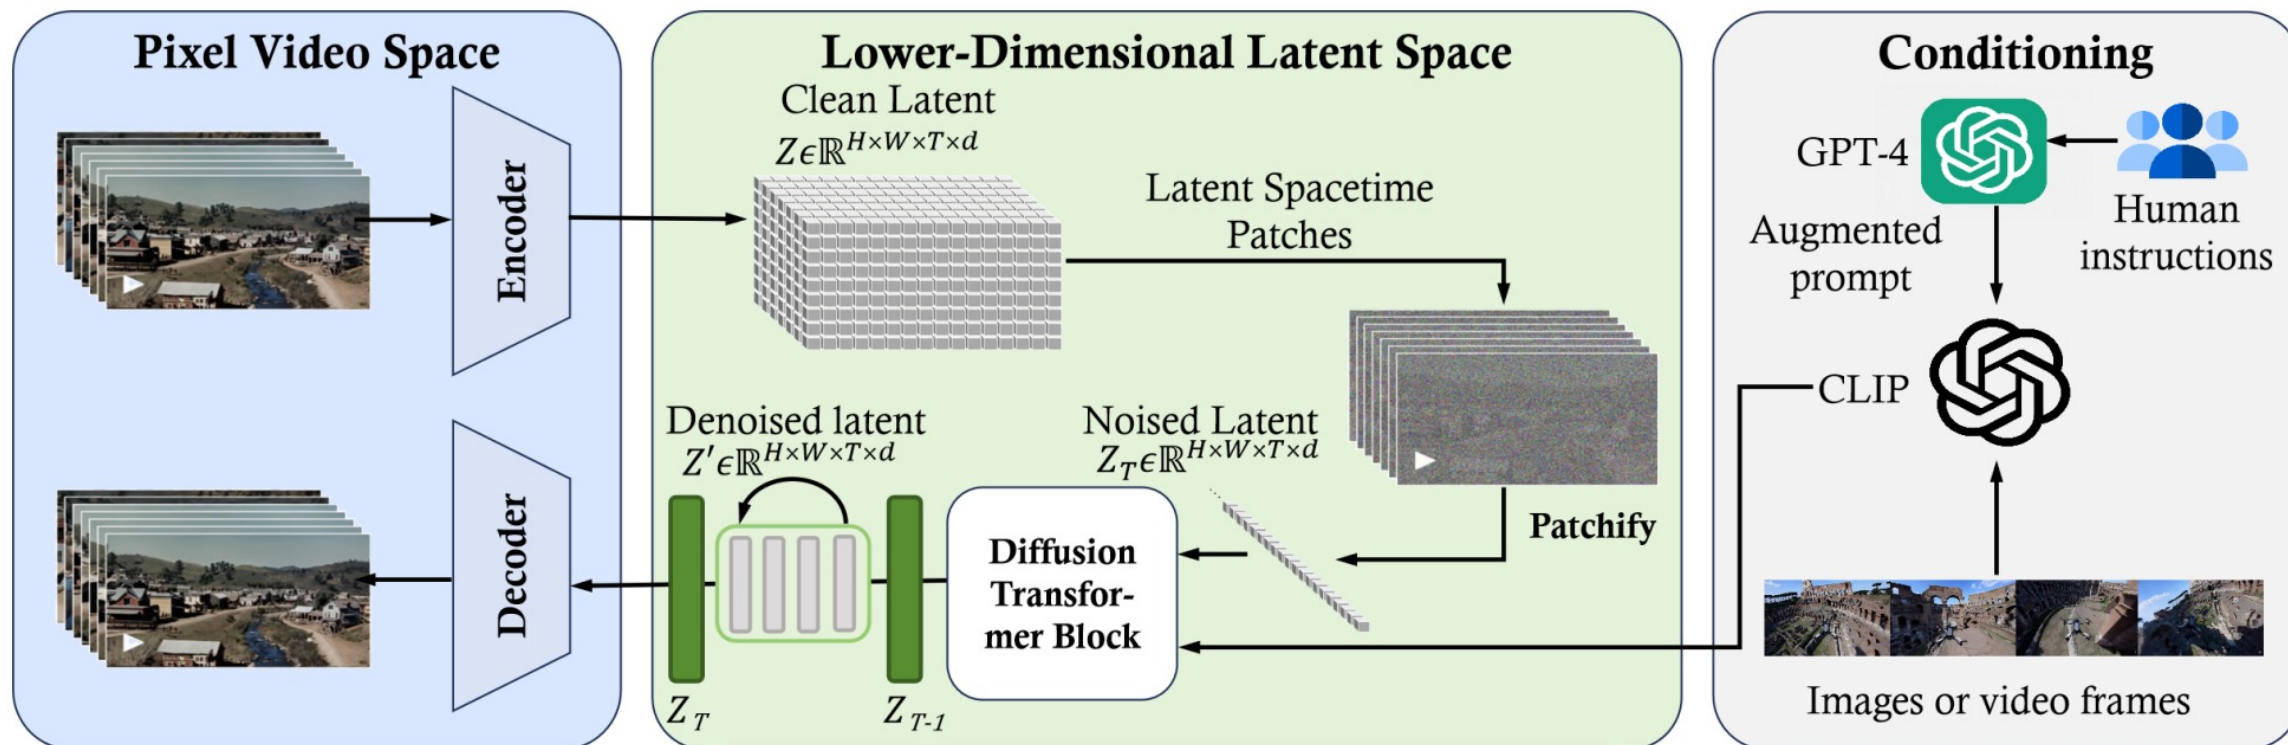 Pixel Video Space
Encoder
Decoder
Lower-Dimensional Latent Space
Clean Latent
Z∈ℝ^{H×W×T×d}
Latent Spacetime
Patches
Denoised latent
Z′∈ℝ^{H×W×T×d}
Noised Latent
Z_T∈ℝ^{H×W×T×d}
Patchify
Diffusion
Transfor-
mer Block
Z_T
Z_{T-1}
Conditioning
GPT-4
Human
instructions
Augmented
prompt
CLIP
Images or video frames